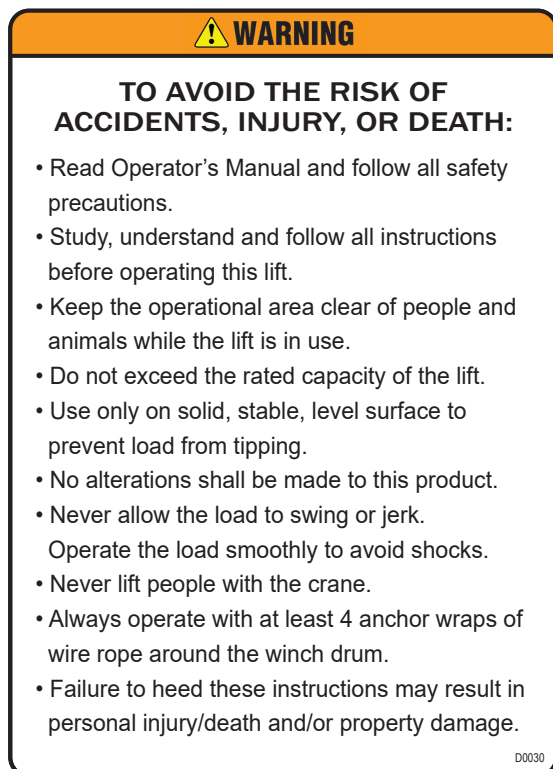 WARNING
TO AVOID THE RISK OF
ACCIDENTS, INJURY, OR DEATH:
• Read Operator’s Manual and follow all safety
precautions.
• Study, understand and follow all instructions
before operating this lift.
• Keep the operational area clear of people and
animals while the lift is in use.
• Do not exceed the rated capacity of the lift.
• Use only on solid, stable, level surface to
prevent load from tipping.
• No alterations shall be made to this product.
• Never allow the load to swing or jerk.
Operate the load smoothly to avoid shocks.
• Never lift people with the crane.
• Always operate with at least 4 anchor wraps of
wire rope around the winch drum.
• Failure to heed these instructions may result in
personal injury/death and/or property damage.
D0030